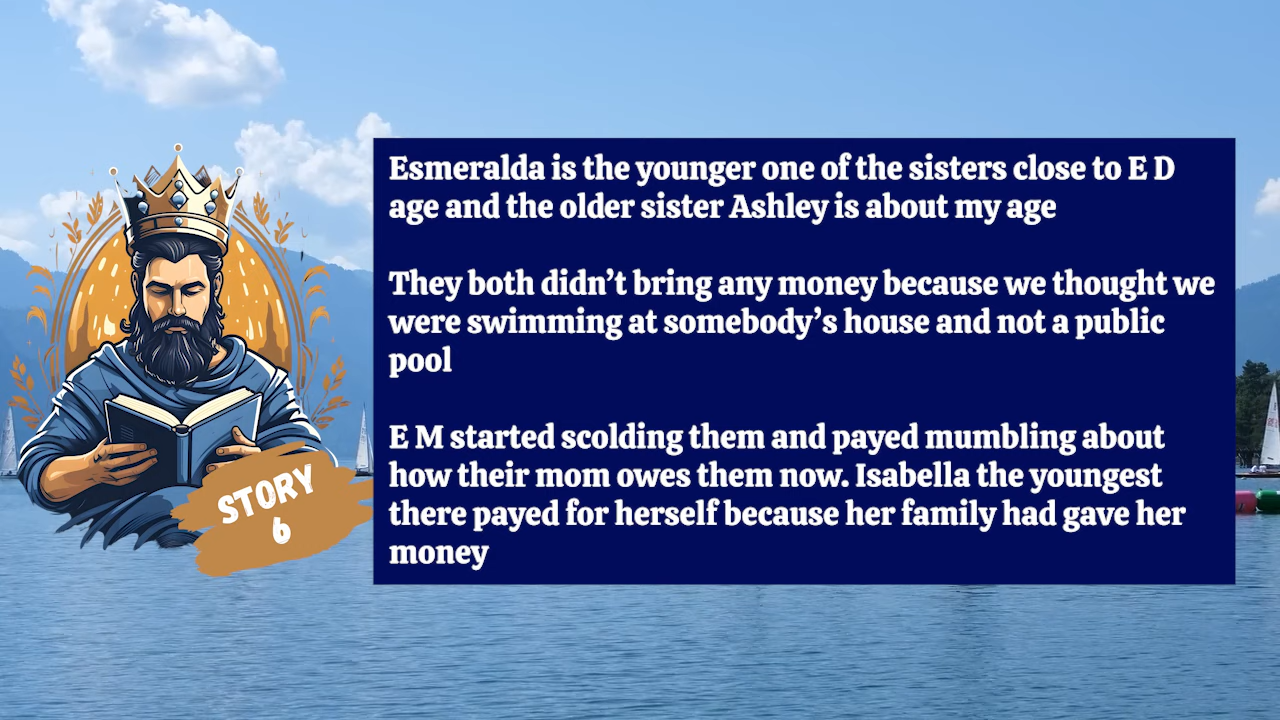 Esmeralda is the younger one of the sisters close to E D
age and the older sister Ashley is about my age
They both didn’t bring any money because we thought we
were swimming at somebody’s house and not a public
pool
E M started scolding them and payed mumbling about
how their mom owes them now. Isabella the youngest
there payed for herself because her family had gave her
money
STORY
6